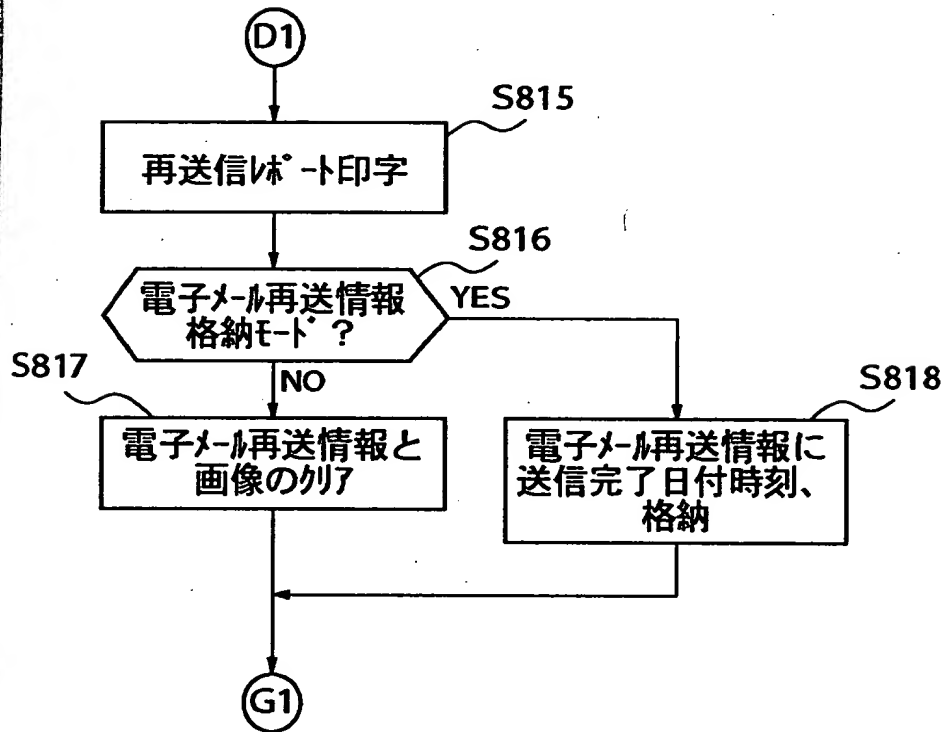 D1
S815
再送信ﾚﾎﾟｰﾄ印字
S816
電子ﾒｰﾙ再送情報
格納ﾓｰﾄﾞ？
YES
NO
S817
電子ﾒｰﾙ再送情報と
画像のｸﾘｱ
S818
電子ﾒｰﾙ再送情報に
送信完了日付時刻、
格納
G1